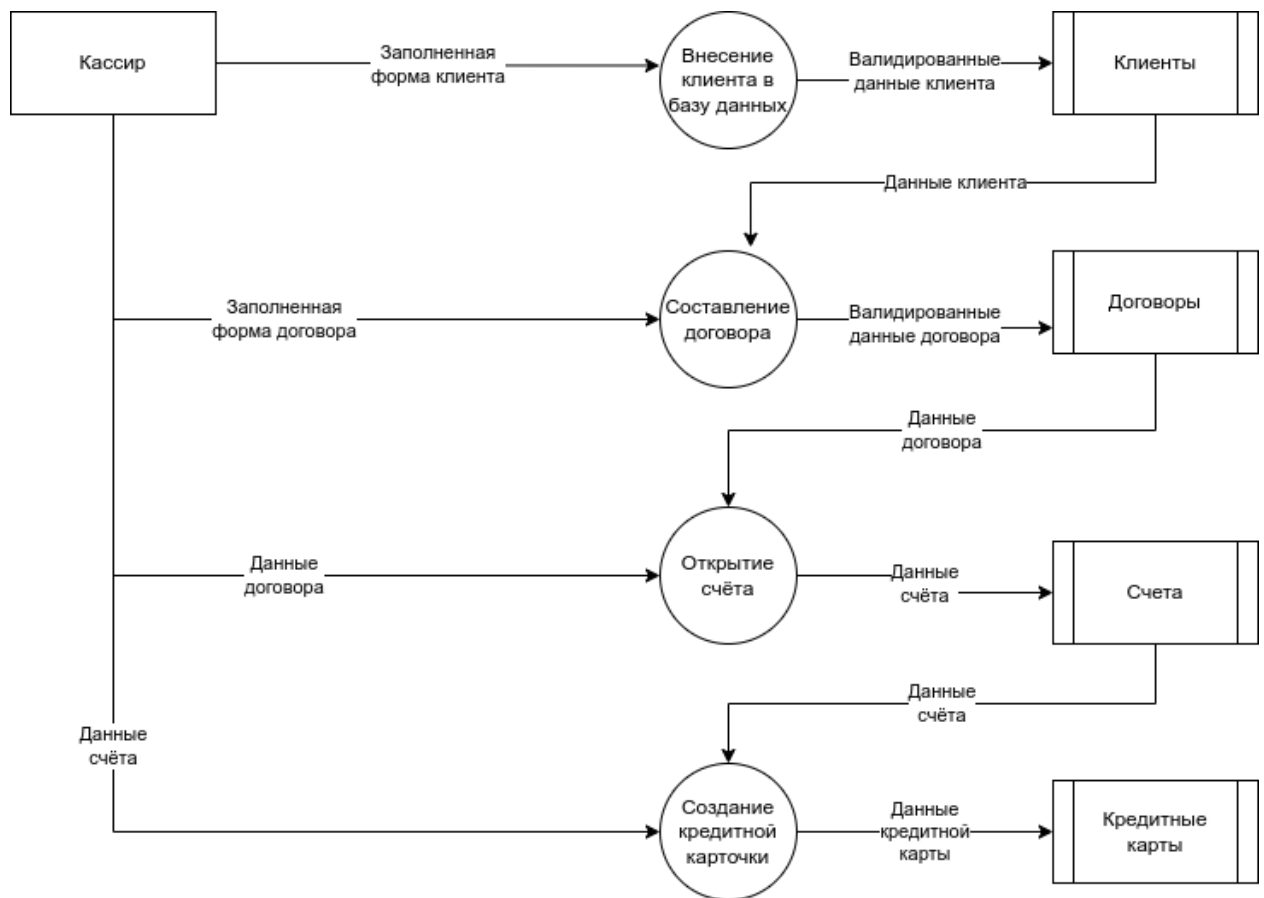 Кассир
Заполненная
форма клиента
Внесение
клиента в
базу данных
Валидированные
данные клиента
Клиенты
Данные клиента
Заполненная
форма договора
Составление
договора
Валидированные
данные договора
Договоры
Данные
договора
Данные
договора
Открытие
счёта
Данные
счёта
Счета
Данные
счёта
Данные
счёта
Создание
кредитной
карточки
Данные
кредитной
карты
Кредитные
карты